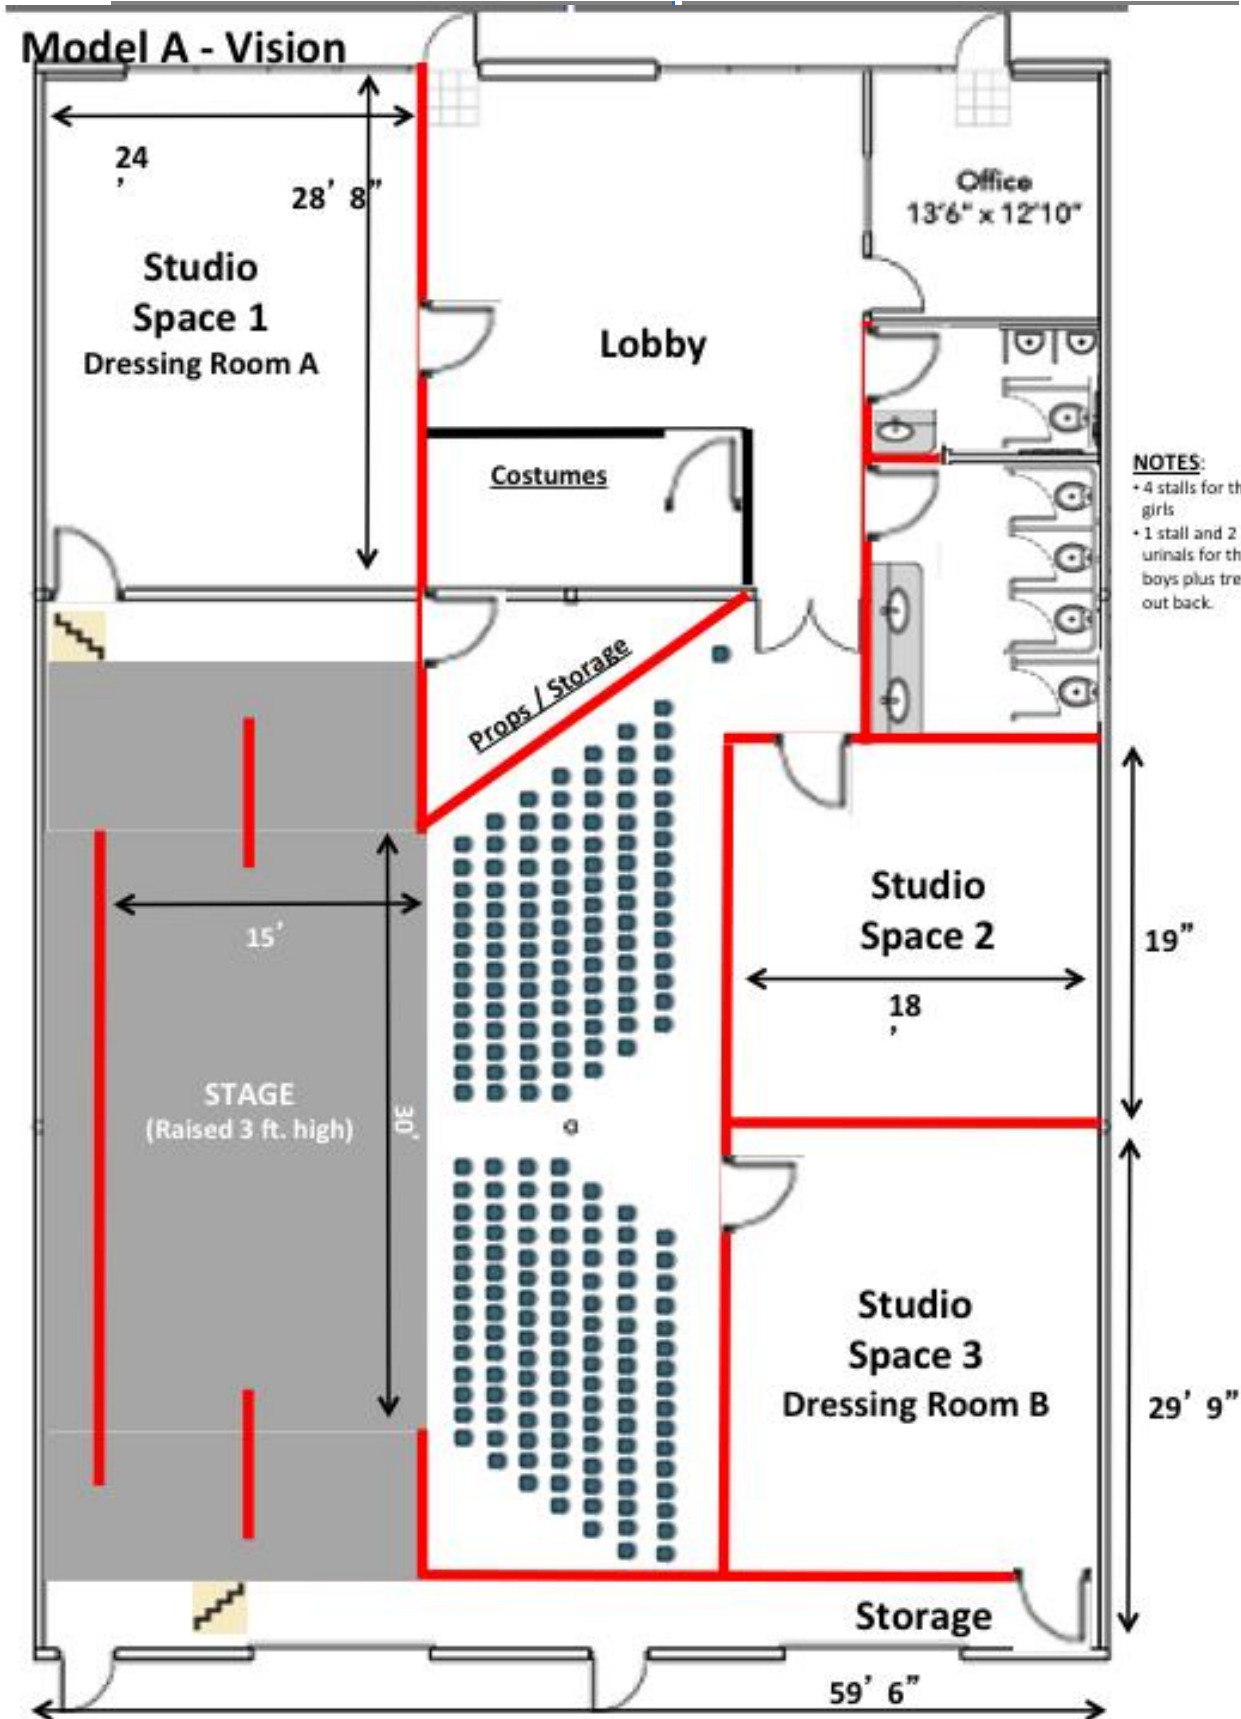 Model A - Vision
24
’
28’ 8”
Studio
Space 1
Dressing Room A
Office
13'6" x 12'10"
Lobby
Costumes
NOTES:
• 4 stalls for th
girls
• 1 stall and 2
urinals for th
boys plus tre
out back.
Props / Storage
15’
STAGE
(Raised 3 ft. high)
30’
Studio
Space 2
18
’
19”
Studio
Space 3
Dressing Room B
29’ 9”
Storage
59’ 6”